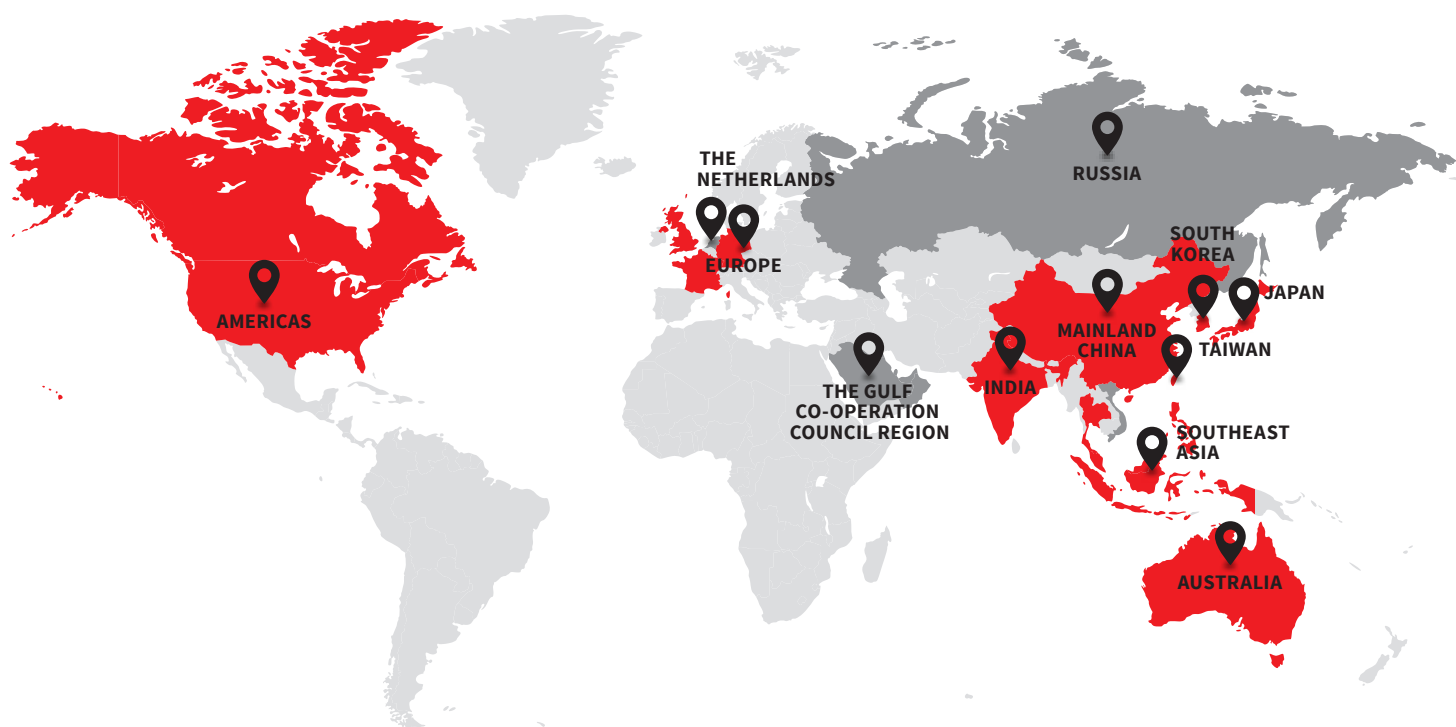 THE
NETHERLANDS
RUSSIA
SOUTH
KOREA
EUROPE
JAPAN
AMERICAS
MAINLAND
CHINA
TAIWAN
INDIA
THE GULF
CO-OPERATION
COUNCIL REGION
SOUTHEAST
ASIA
AUSTRALIA